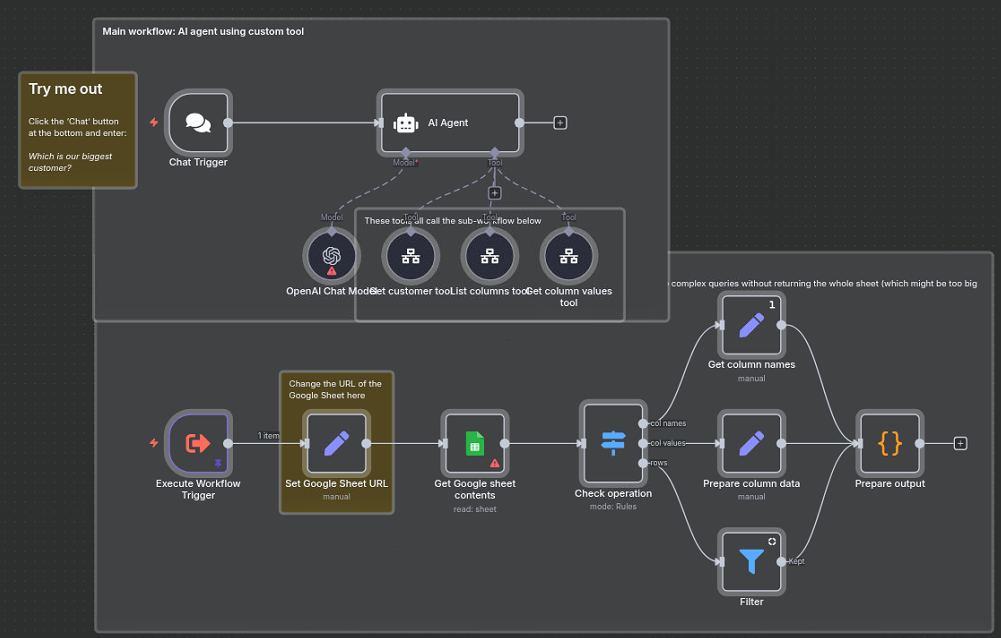 Main workflow: AI agent using custom tool
Try me out
Click the 'Chat' button
at the bottom and enter:
Which is our biggest
customer?
Chat Trigger
AI Agent
Model*
Tool
Model
Tool
Tool
Tool
These tools all call the sub-workflow below
OpenAI Chat Model
Get customer tool
List columns tool
Get column values
tool
complex queries without returning the whole sheet (which might be too big
1
Get column names
manual
Change the URL of the
Google Sheet here
1 item
Execute Workflow
Trigger
Set Google Sheet URL
manual
Get Google sheet
contents
read: sheet
col names
col values
rows
Check operation
mode: Rules
Prepare column data
manual
Prepare output
Kept
Filter